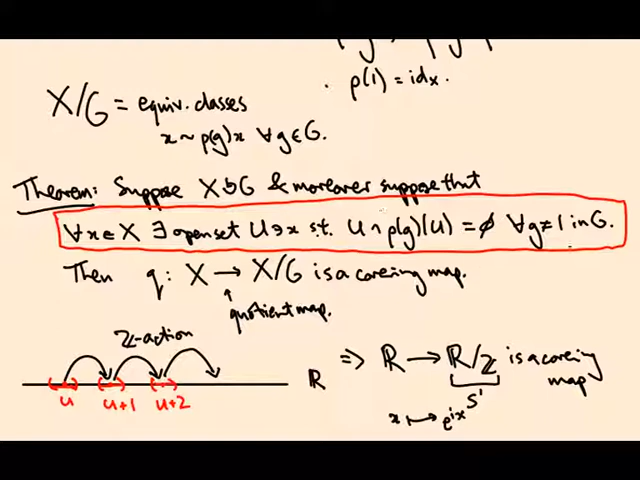 · ρ(1) = id_X.
X/G = equiv. classes
x ~ ρ(g)x ∀g∈G.
Theorem: Suppose X↻G & moreover suppose that
∀x∈X ∃ open set U∋x s.t. U∩ρ(g)(U) = ∅ ∀g≠1 in G.
Then q: X → X/G is a covering map.
↑
quotient map.
ℤ-action
ℝ
U U+1 U+2
⇒ ℝ → ℝ/ℤ is a covering
map
S¹
x ↦ e^{ix}